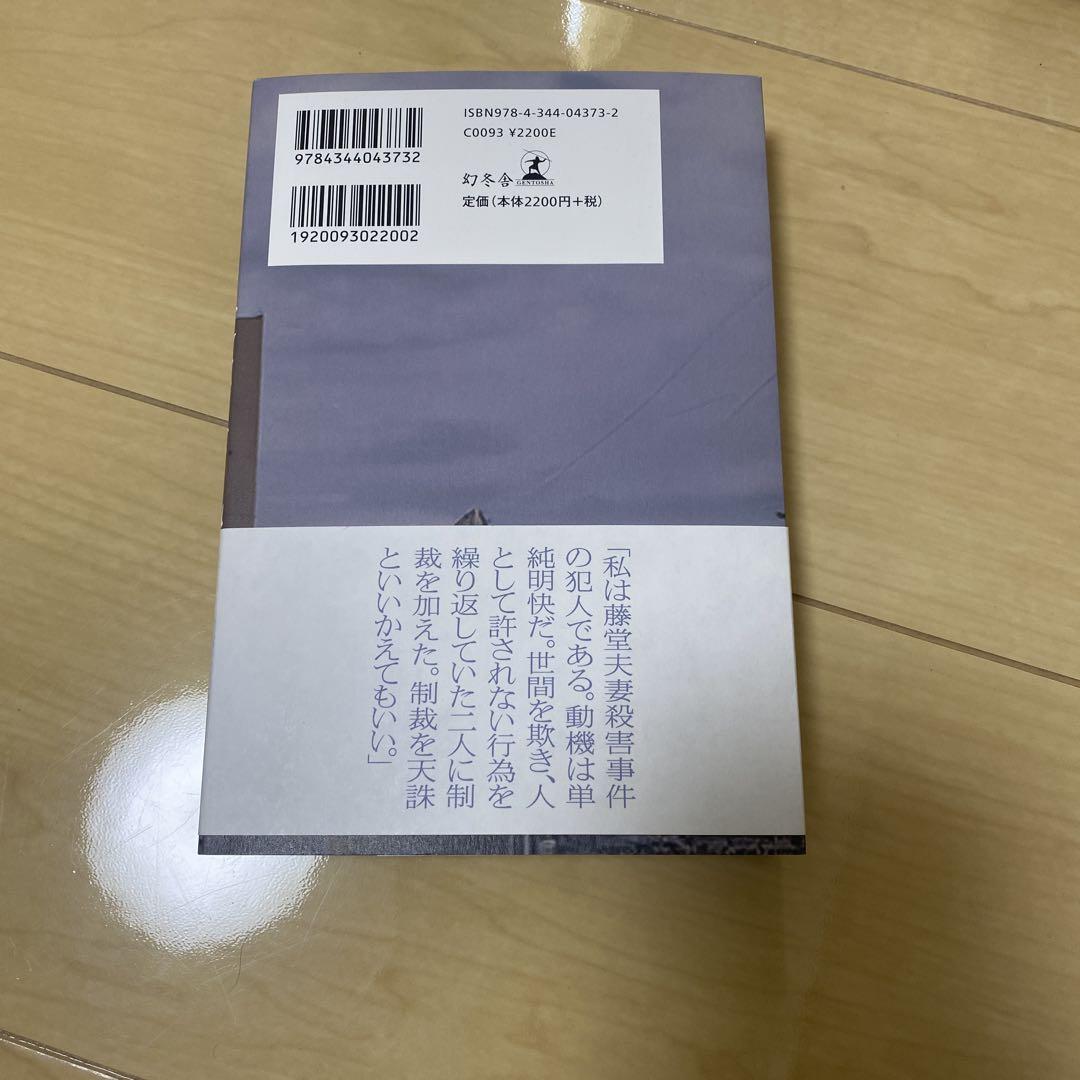 9784344043732
1920093022002
ISBN978-4-344-04373-2
C0093 ¥2200E
幻冬舎
GENTOSHA
定価(本体2200円+税)
「私は藤堂夫妻殺害事件
の犯人である。動機は単
純明快だ。世間を欺き、人
として許されない行為を
繰り返していた二人に制
裁を加えた。制裁を天誅
といいかえてもいい。」